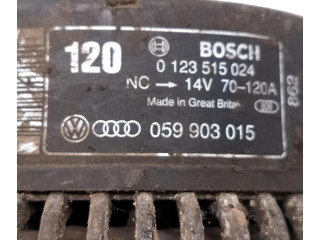 120
BOSCH
0 123 515 024
NC → 14V 70-120A
Made in Great Britain
862
059 903 015